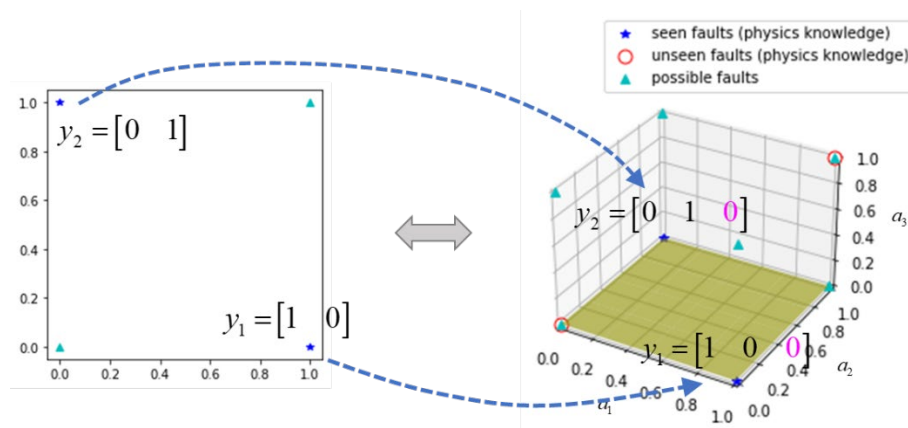 seen faults (physics knowledge)
unseen faults (physics knowledge)
possible faults
1.0
y₂ = [0 1]
0.8
0.6
0.4
0.2
y₁ = [1 0]
0.0
0.0 0.2 0.4 0.6 0.8 1.0
y₂ = [0 1 0]
1.0
0.8
0.6
0.4
0.2
0.0
a₃
y₁ = [1 0 0]
0.0 0.2 0.4 0.6 0.8 1.0
a₁
0.0 0.2 0.4 0.6 0.8 1.0
a₂